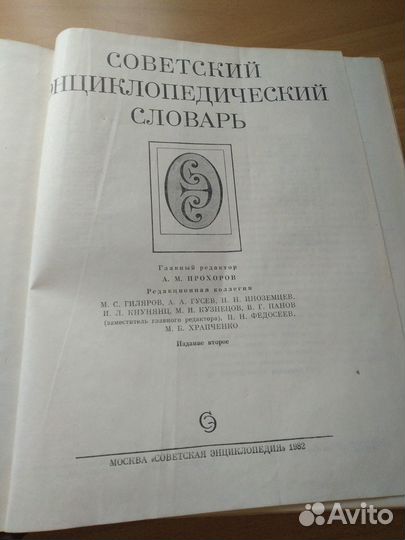 СОВЕТСКИЙ
ЭНЦИКЛОПЕДИЧЕСКИЙ
СЛОВАРЬ
Главный редактор
А. М. ПРОХОРОВ
Редакционная коллегия
М. С. ГИЛЯРОВ, А. А. ГУСЕВ, Н. Н. ИНОЗЕМЦЕВ,
И. Л. КНУНЯНЦ, М. И. КУЗНЕЦОВ, В. Г. ПАНОВ
(заместитель главного редактора), П. Н. ФЕДОСЕЕВ,
М. Б. ХРАПЧЕНКО
Издание второе
МОСКВА «СОВЕТСКАЯ ЭНЦИКЛОПЕДИЯ» 1982
Avito